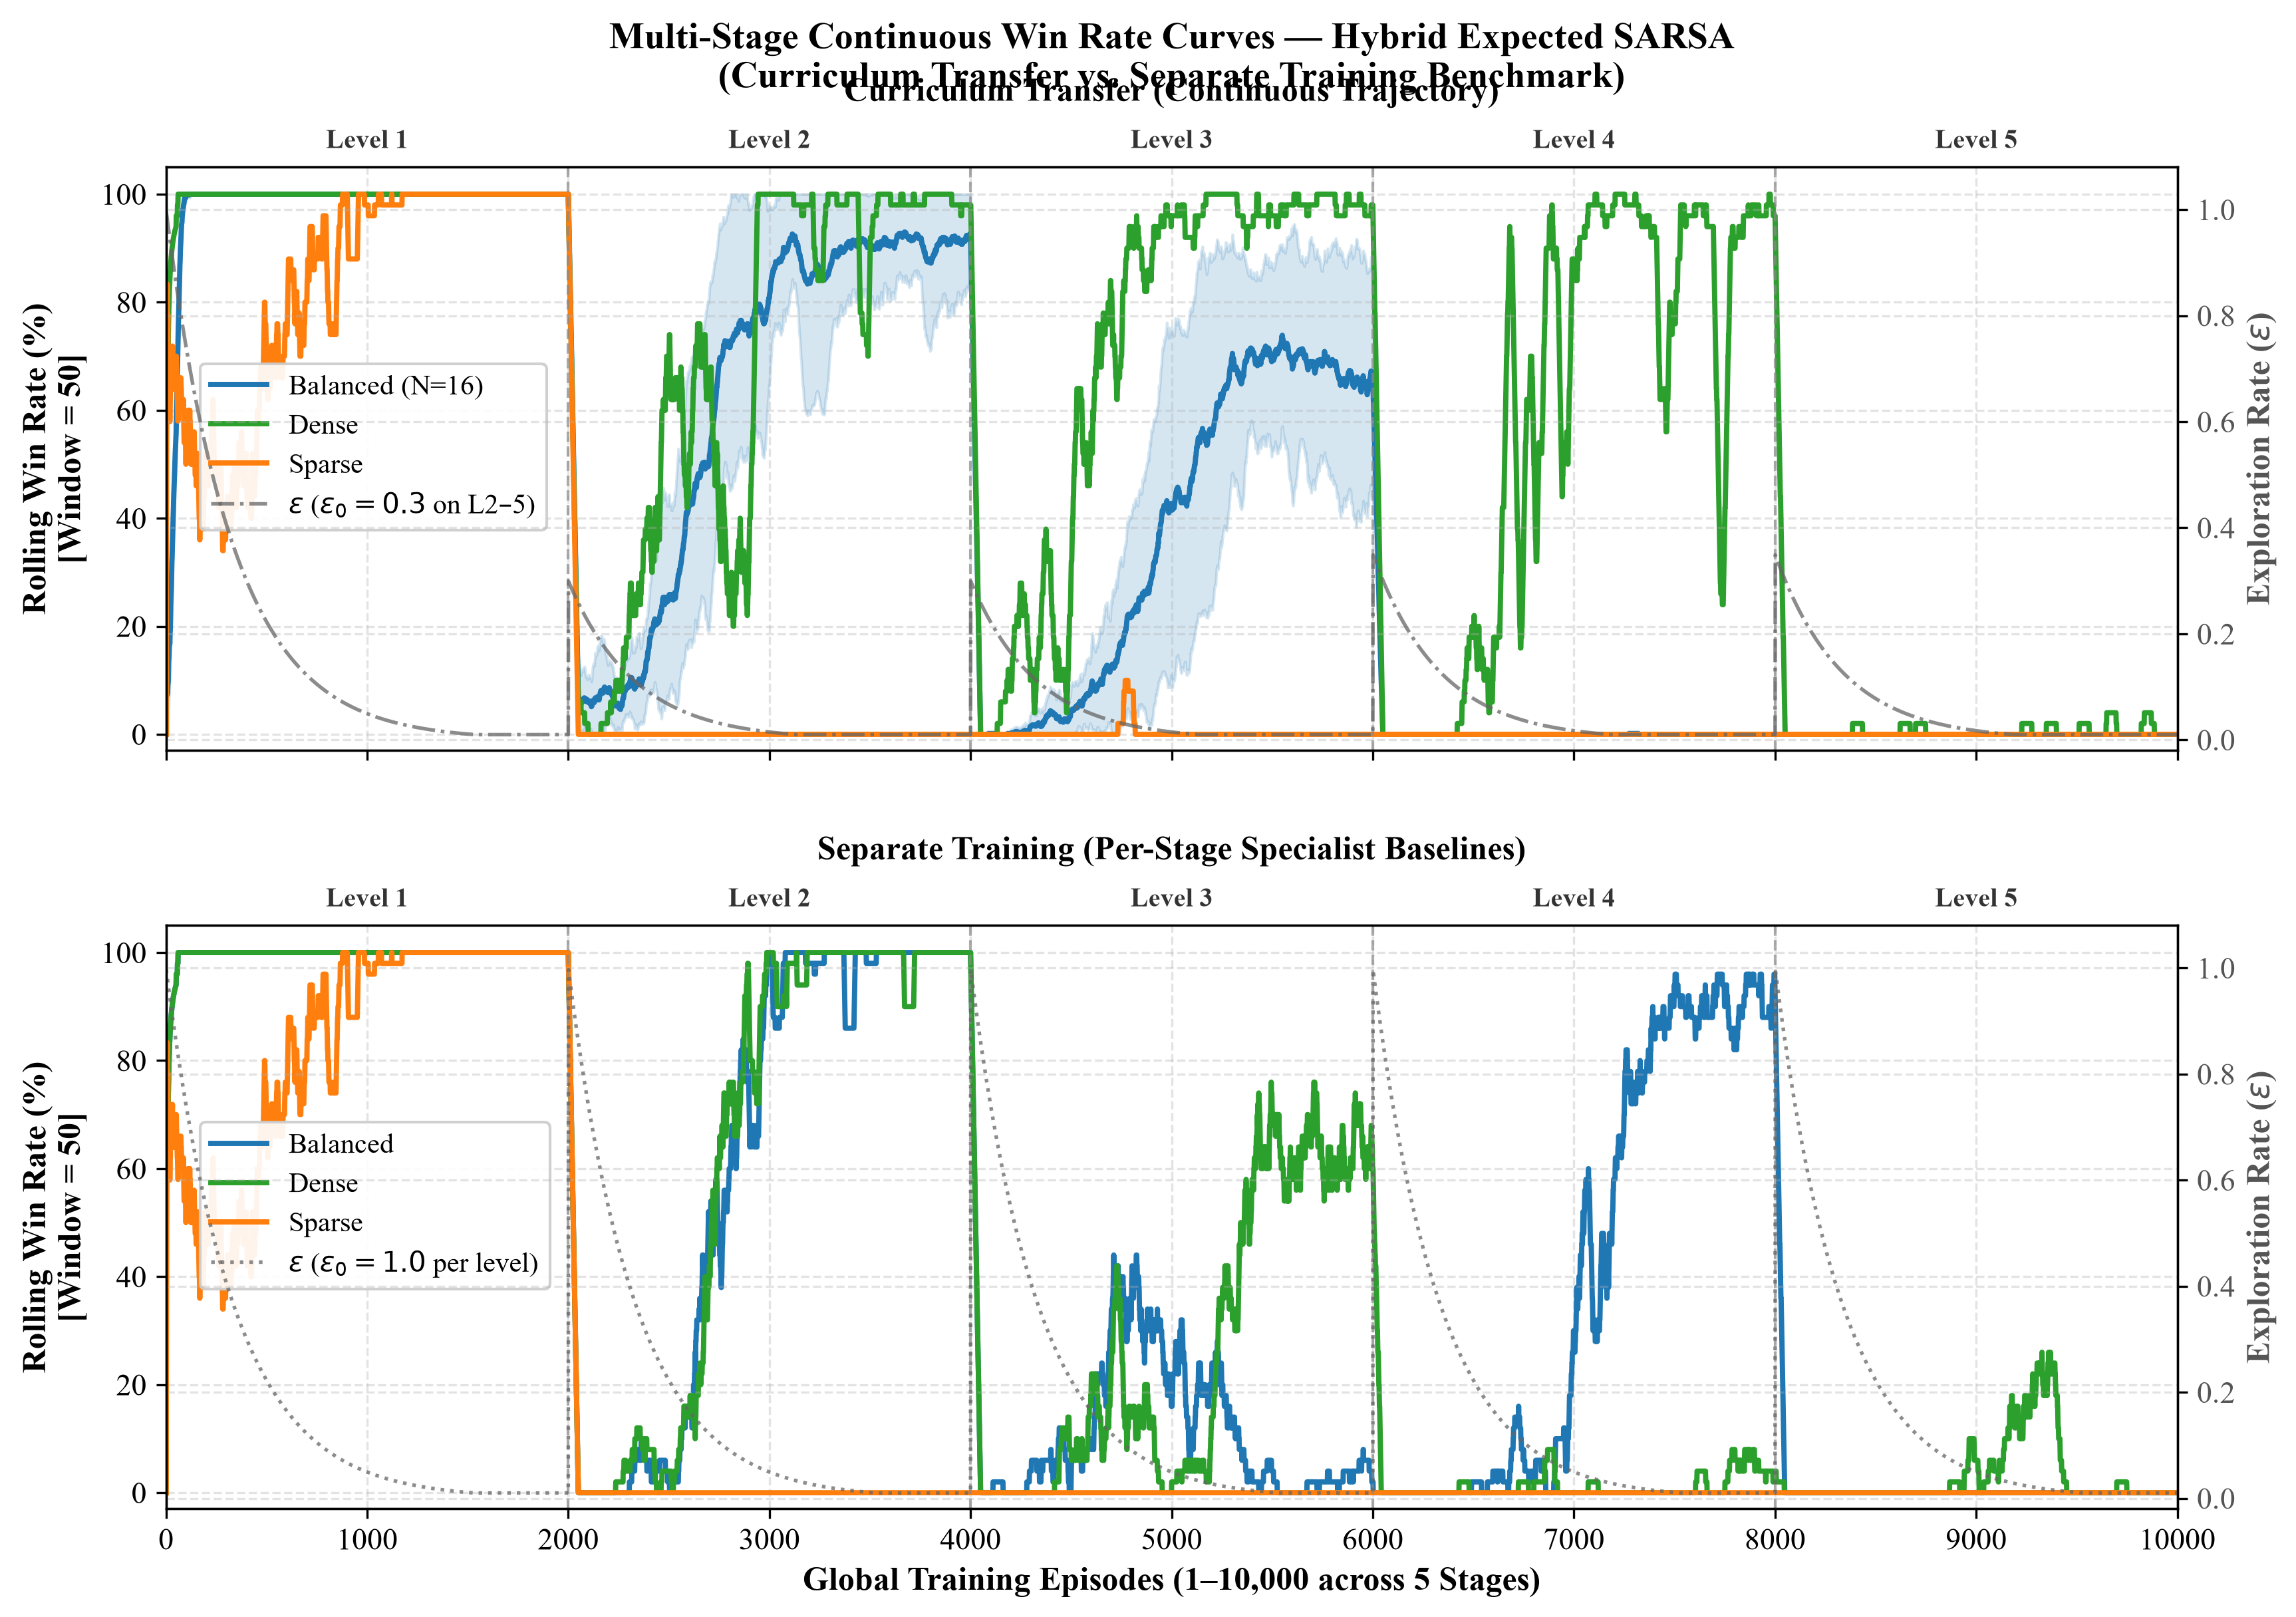 Multi-Stage Continuous Win Rate Curves — Hybrid Expected SARSA
(Curriculum Transfer vs. Separate Training Benchmark)
Curriculum Transfer (Continuous Trajectory)
Level 1 Level 2 Level 3 Level 4 Level 5
Rolling Win Rate (%)
[Window = 50]
100
80
60
40
20
0
Balanced (N=16)
Dense
Sparse
ε (ε₀ = 0.3 on L2–5)
1.0
0.8
0.6
0.4
0.2
0.0
Exploration Rate (ε)
Separate Training (Per-Stage Specialist Baselines)
Level 1 Level 2 Level 3 Level 4 Level 5
Rolling Win Rate (%)
[Window = 50]
100
80
60
40
20
0
Balanced
Dense
Sparse
ε (ε₀ = 1.0 per level)
1.0
0.8
0.6
0.4
0.2
0.0
Exploration Rate (ε)
0 1000 2000 3000 4000 5000 6000 7000 8000 9000 10000
Global Training Episodes (1–10,000 across 5 Stages)